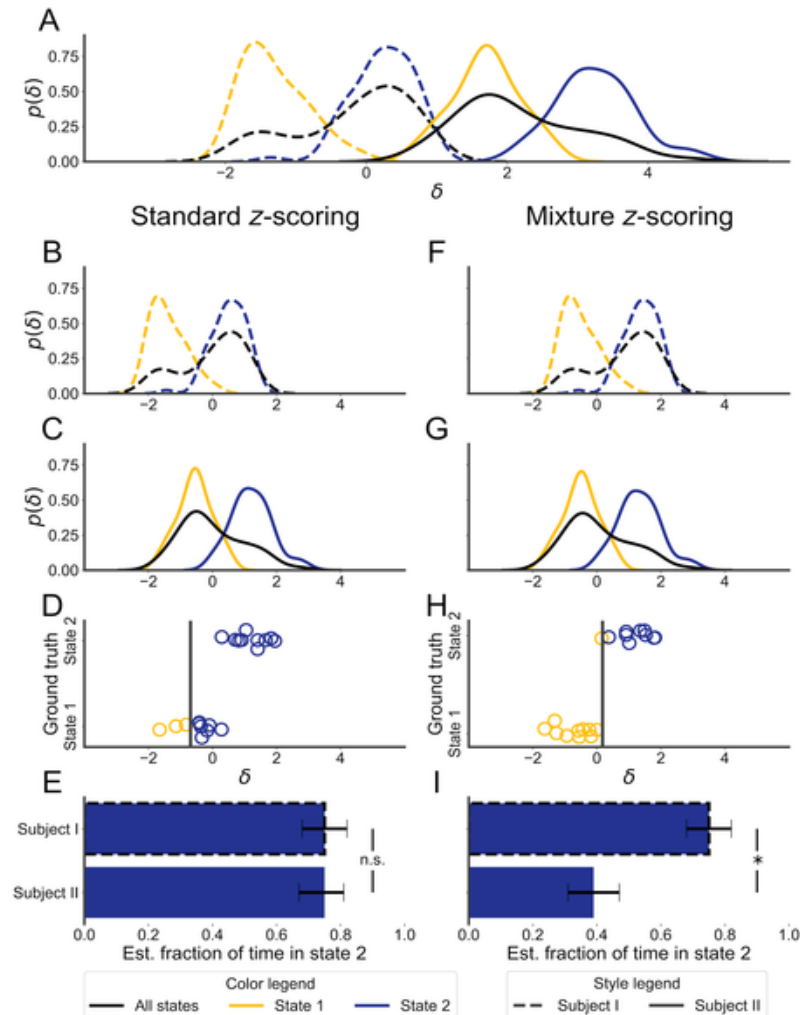 A
p(δ)
0.75
0.50
0.25
0.00
−2 0 2 4
δ
Standard z-scoring
Mixture z-scoring
B
p(δ)
0.75
0.50
0.25
0.00
−2 0 2 4
F
−2 0 2 4
C
p(δ)
0.75
0.50
0.25
0.00
−2 0 2 4
G
−2 0 2 4
D
Ground truth
State 1 State 2
−2 0 2 4
δ
H
Ground truth
State 1 State 2
−2 0 2 4
δ
E
Subject I
Subject II
n.s.
0.0 0.2 0.4 0.6 0.8 1.0
Est. fraction of time in state 2
I
*
0.0 0.2 0.4 0.6 0.8 1.0
Est. fraction of time in state 2
Color legend
All states State 1 State 2
Style legend
Subject I Subject II